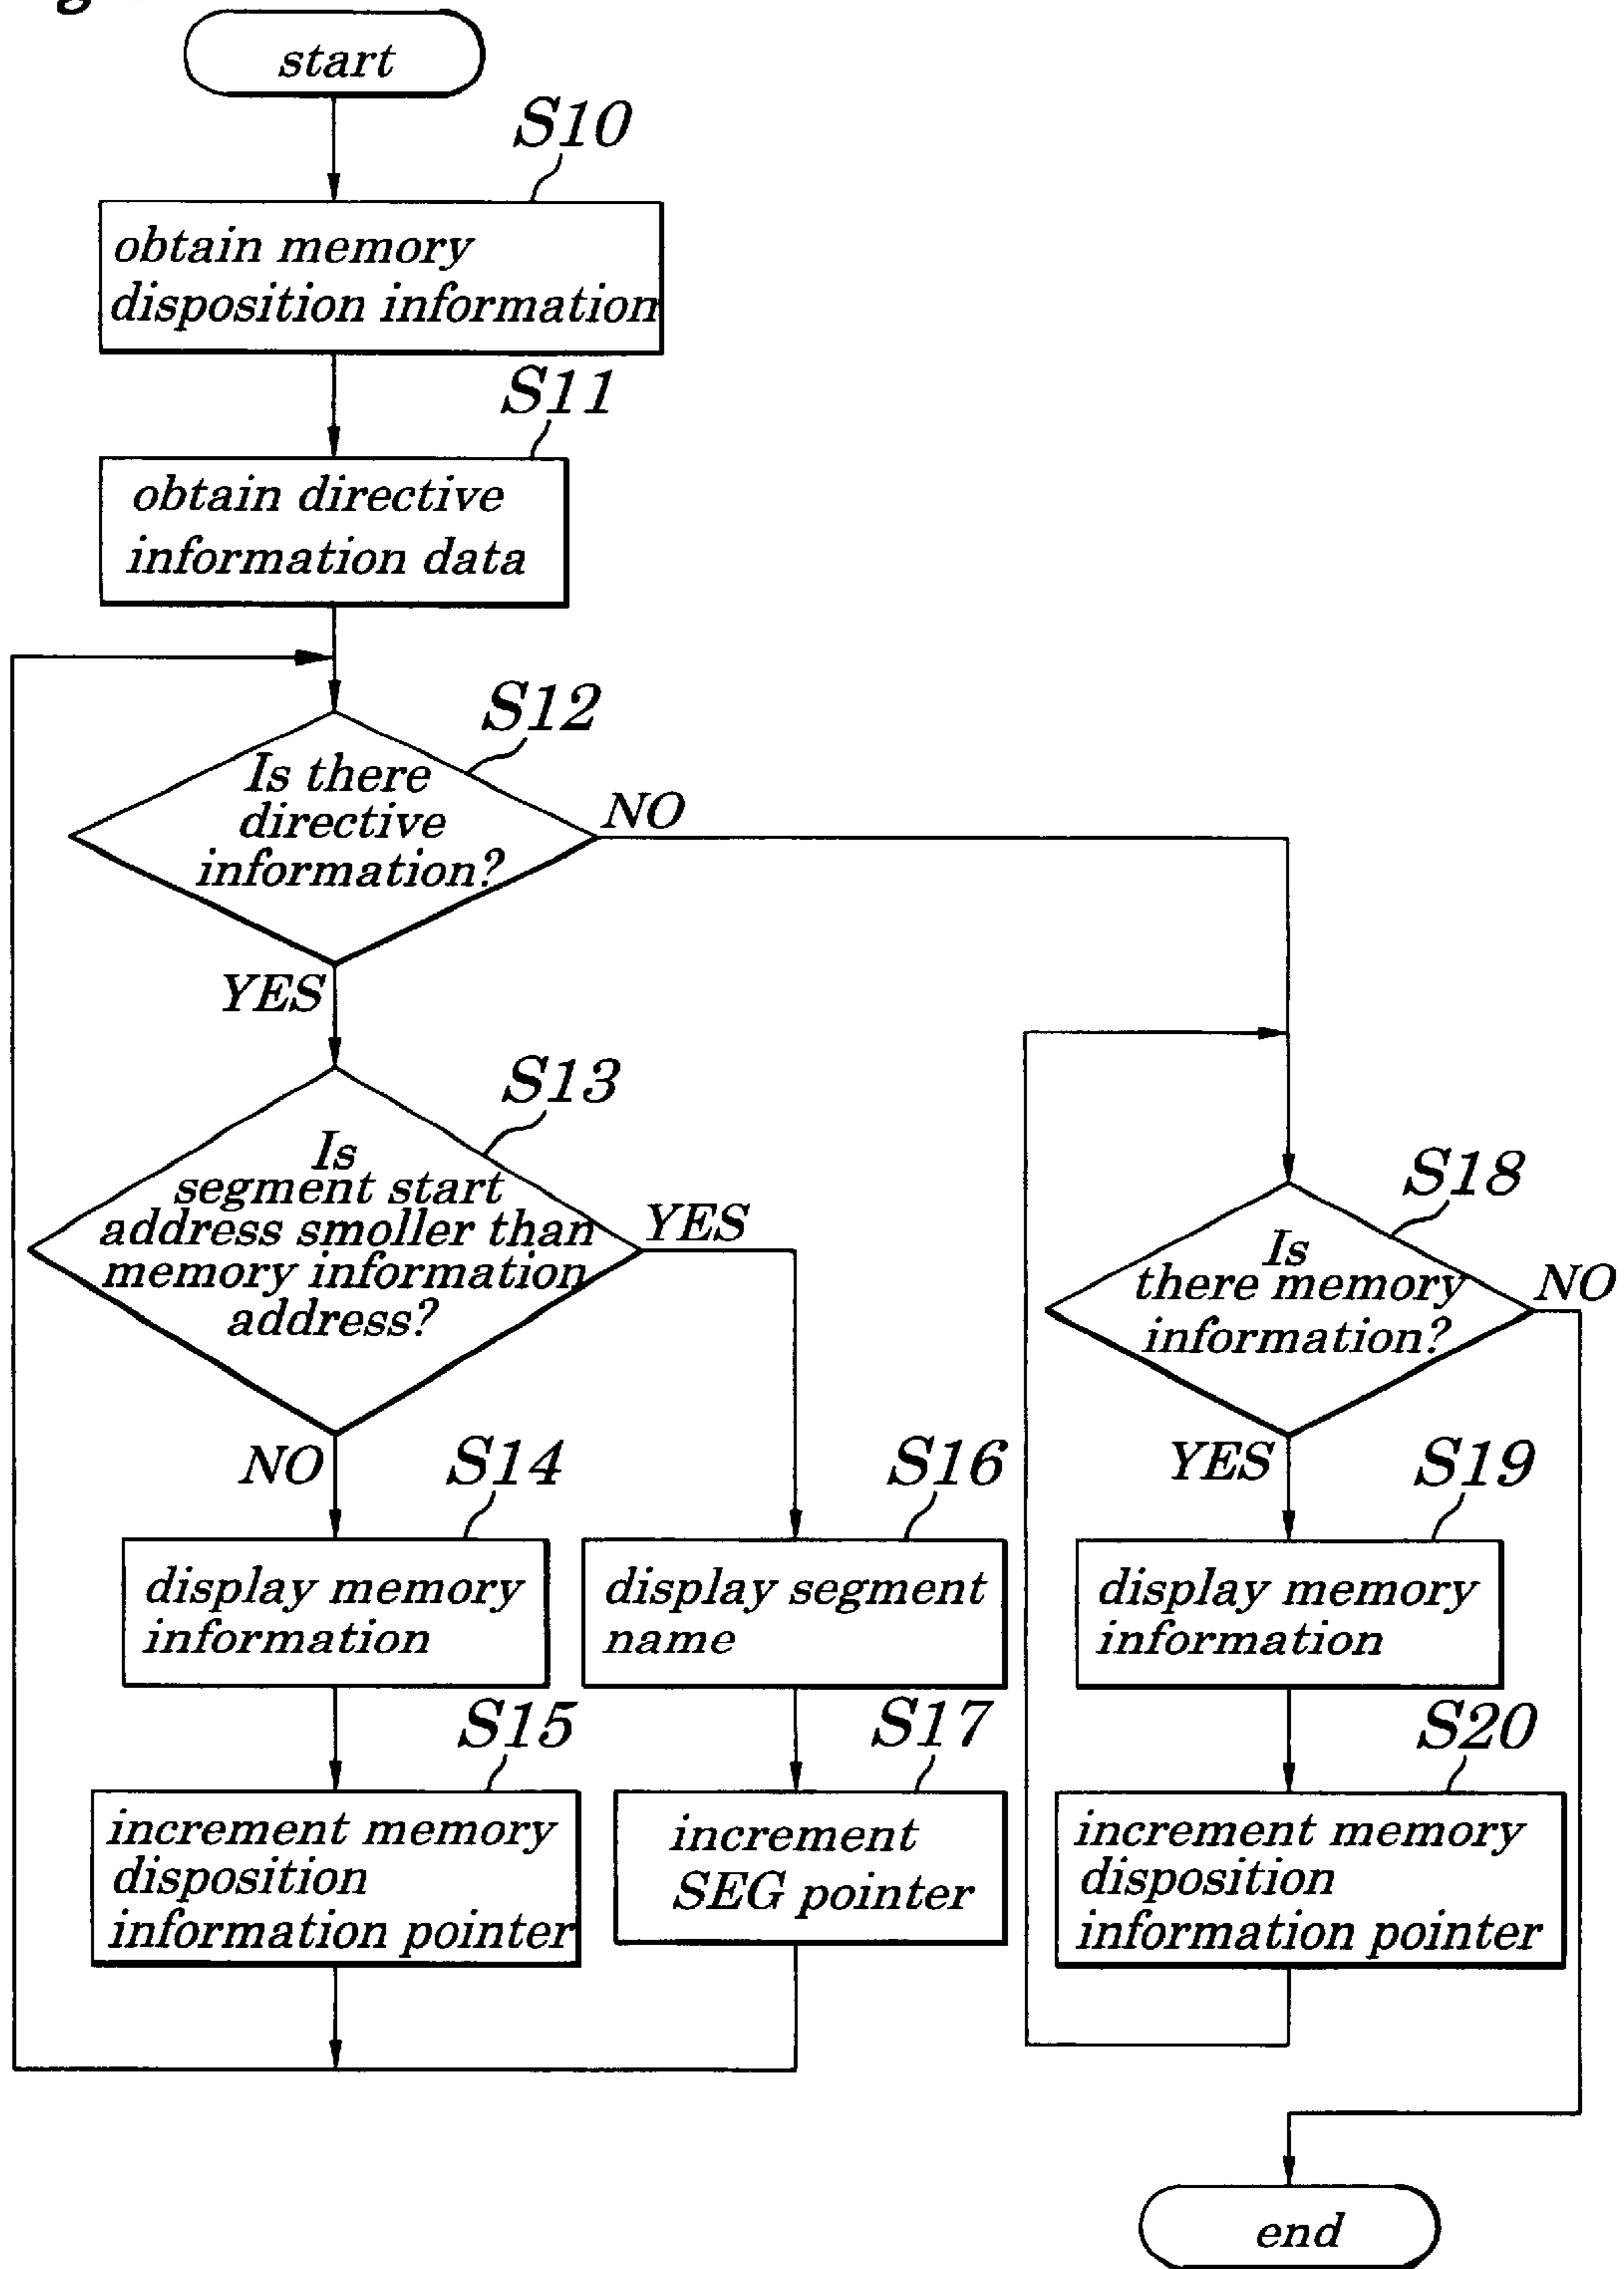 start
S10
obtain memory
disposition information
S11
obtain directive
information data
S12
Is there
directive
information?
NO
YES
S13
Is
segment start
address smoller than
memory information
address?
YES
NO
S14
display memory
information
S15
increment memory
disposition
information pointer
S16
display segment
name
S17
increment
SEG pointer
S18
Is
there memory
information?
NO
YES
S19
display memory
information
S20
increment memory
disposition
information pointer
end